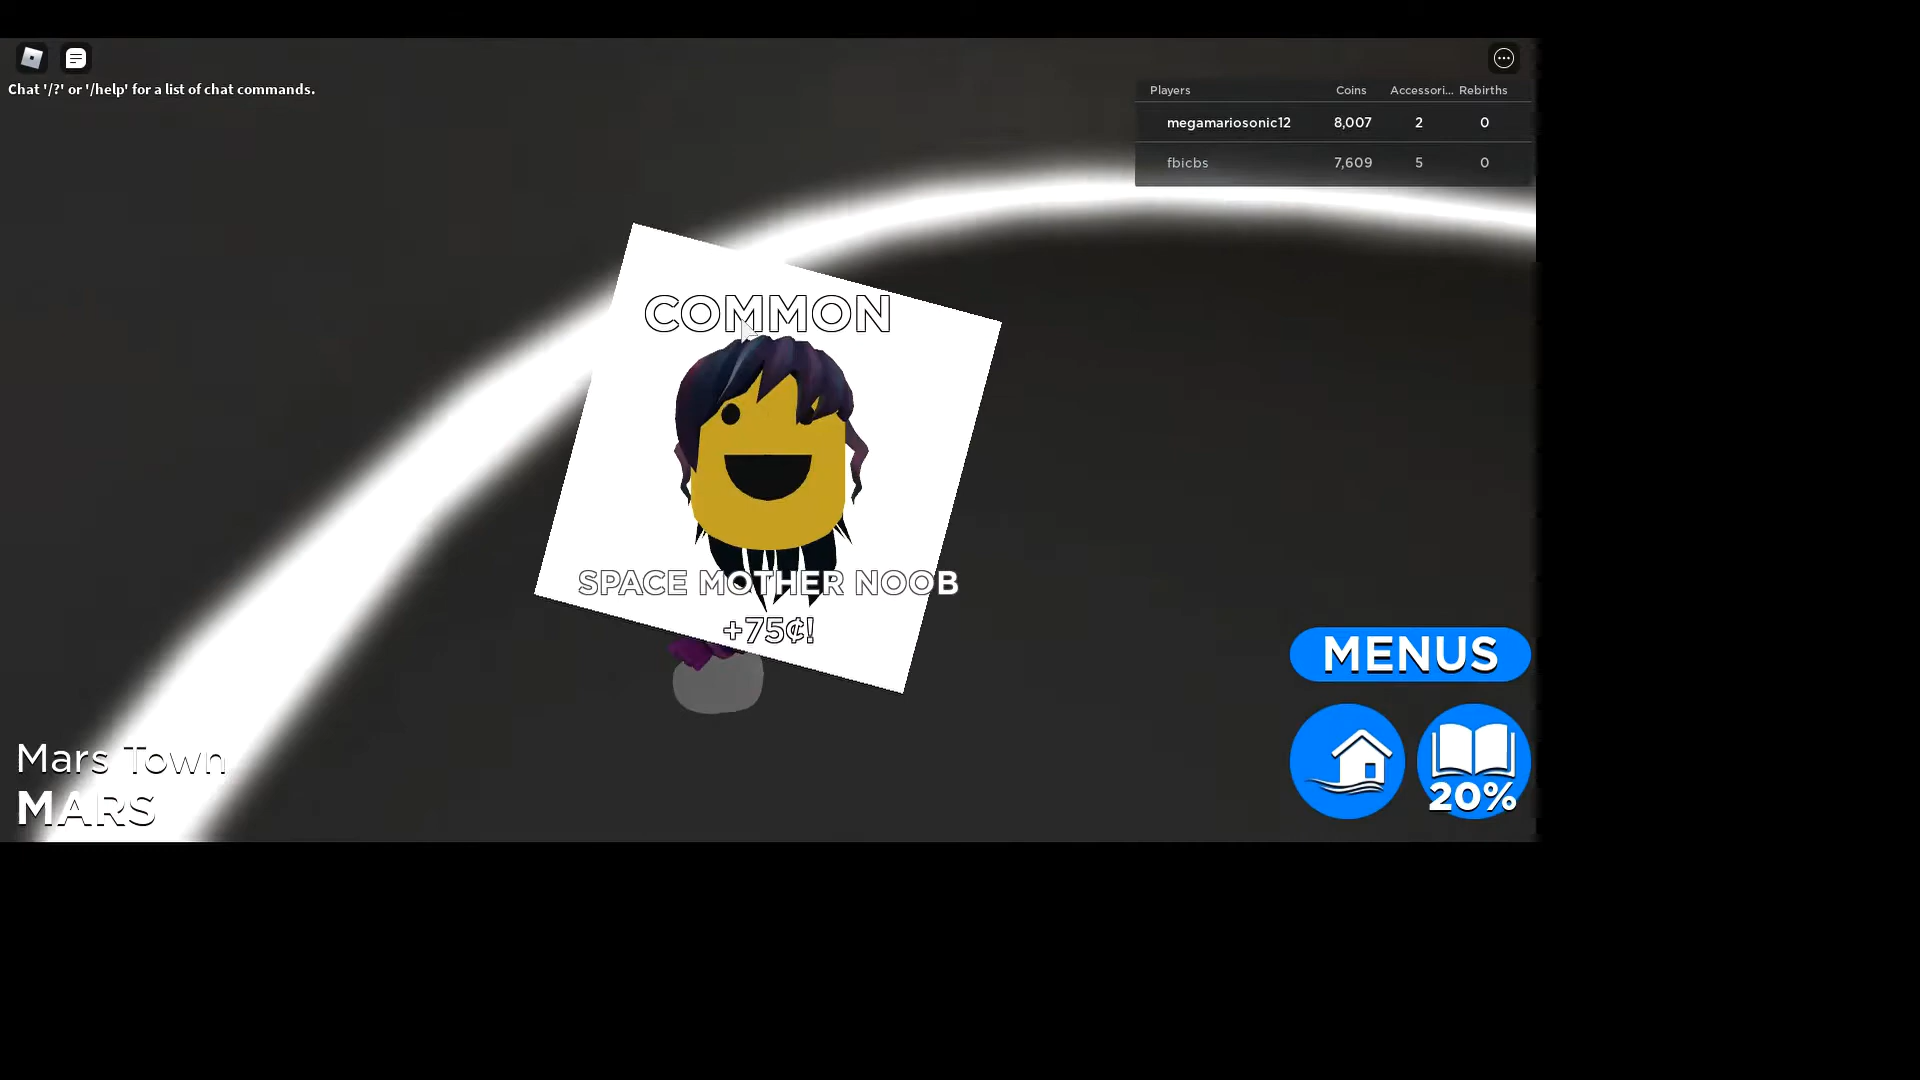 Chat '/?' or '/help' for a list of chat commands.
Players Coins Accessori... Rebirths
megamariosonic12 8,007 2 0
fbicbs 7,609 5 0
COMMON
SPACE MOTHER NOOB
+75¢!
MENUS
20%
Mars Town
MARS